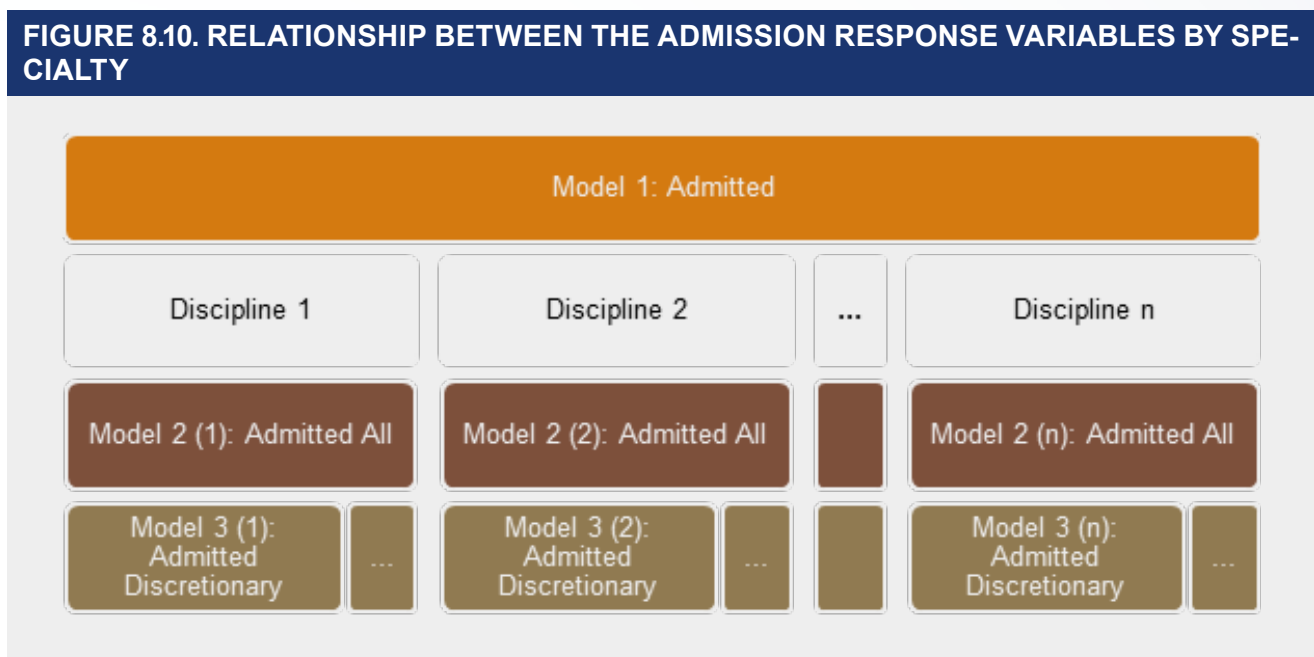 FIGURE 8.10. RELATIONSHIP BETWEEN THE ADMISSION RESPONSE VARIABLES BY SPE-
CIALTY
Model 1: Admitted
Discipline 1
Discipline 2
...
Discipline n
Model 2 (1): Admitted All
Model 2 (2): Admitted All
Model 2 (n): Admitted All
Model 3 (1):
Admitted
Discretionary
...
Model 3 (2):
Admitted
Discretionary
...
Model 3 (n):
Admitted
Discretionary
...